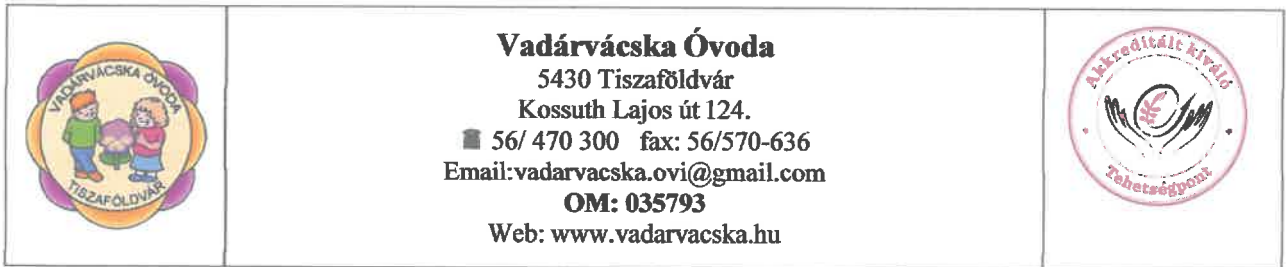 VADÁRVÁCSKA ÓVODA
TISZAFÖLDVÁR
Vadárvácska Óvoda
5430 Tiszaföldvár
Kossuth Lajos út 124.
☎ 56/ 470 300 fax: 56/570-636
Email:vadarvacska.ovi@gmail.com
OM: 035793
Web: www.vadarvacska.hu
Akkreditált kiváló
Tehetségpont